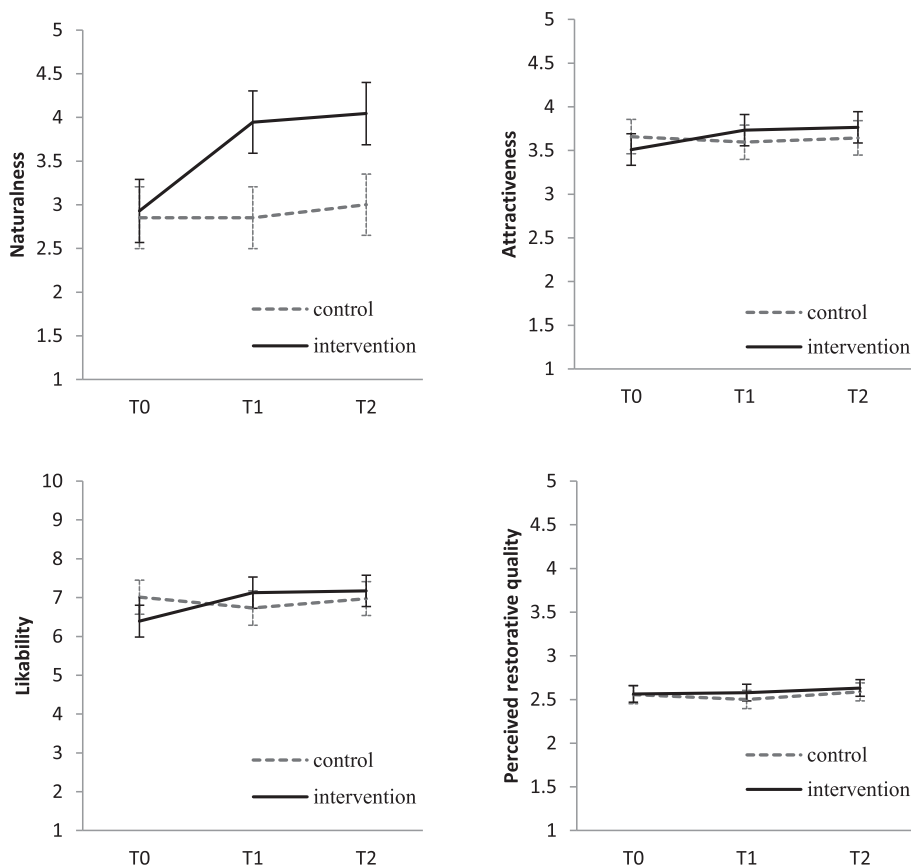 5
4.5
4
3.5
3
2.5
2
1.5
1
Naturalness
control
intervention
T0 T1 T2
5
4.5
4
3.5
3
2.5
2
1.5
1
Attractiveness
control
intervention
T0 T1 T2
10
9
8
7
6
5
4
3
2
1
Likability
control
intervention
T0 T1 T2
5
4.5
4
3.5
3
2.5
2
1.5
1
Perceived restorative quality
control
intervention
T0 T1 T2